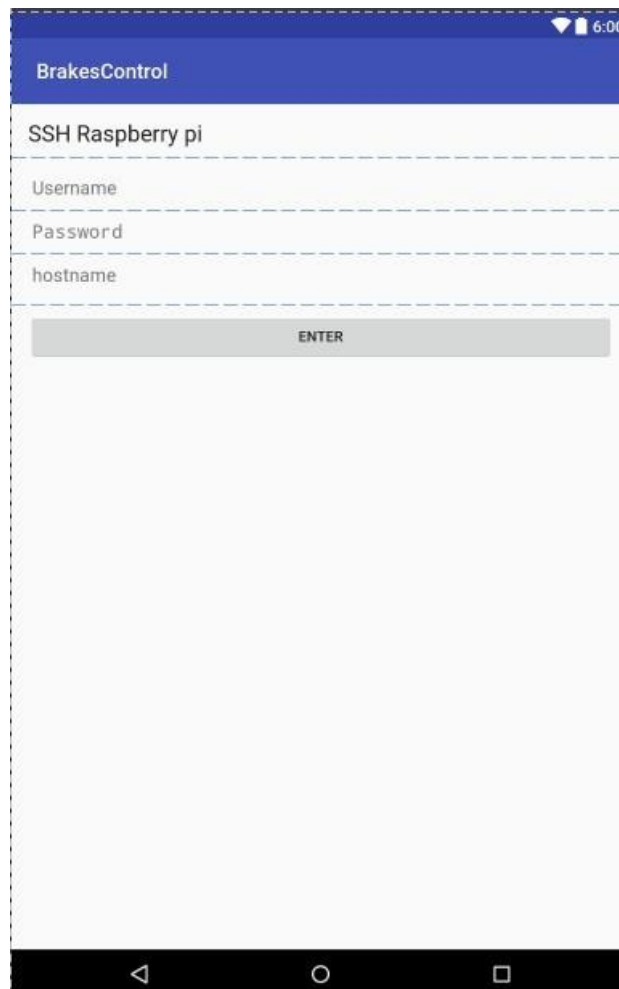 6:00
BrakesControl
SSH Raspberry pi
Username
Password
hostname
ENTER